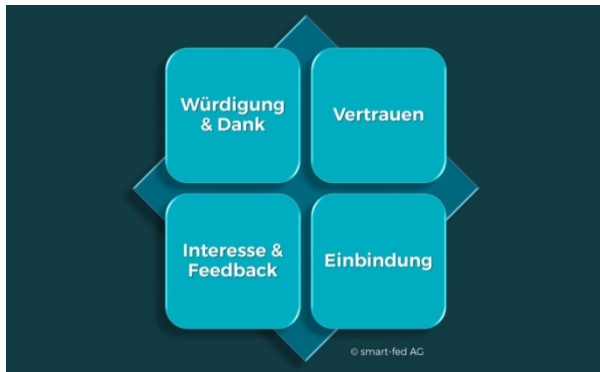 Würdigung
& Dank
Vertrauen
Interesse &
Feedback
Einbindung
© smart-fed AG